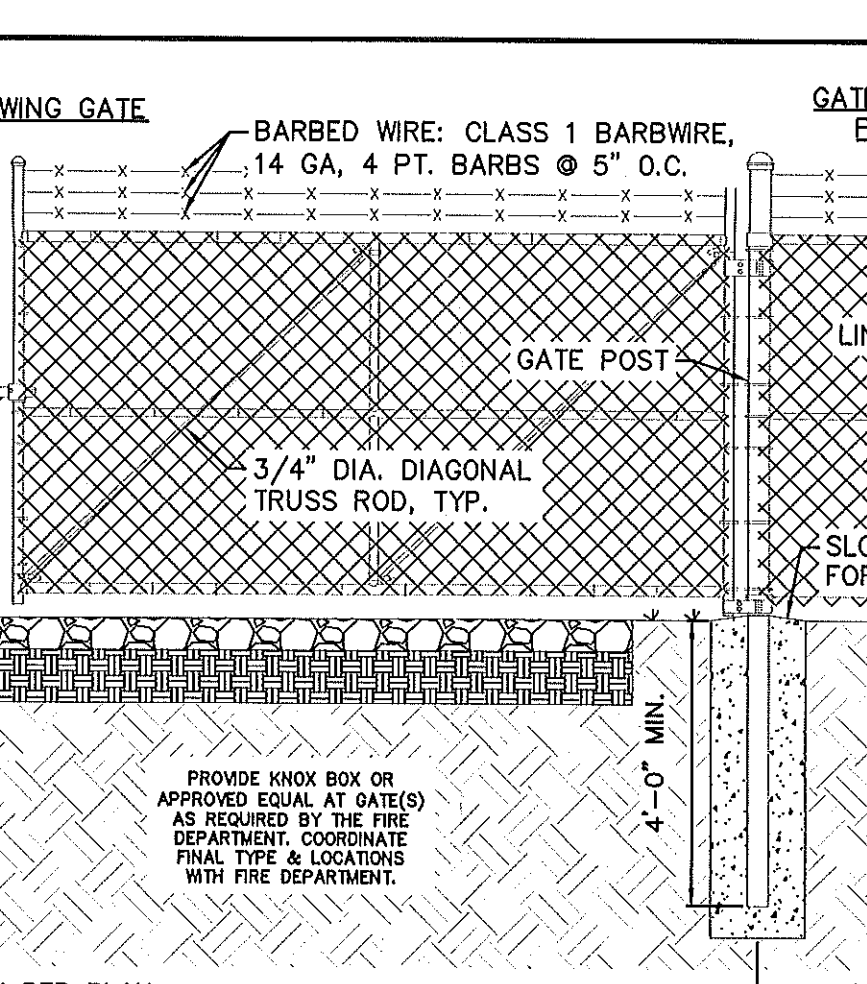 WING GATE
BARBED WIRE: CLASS 1 BARBWIRE,
14 GA, 4 PT. BARBS @ 5" O.C.
GATE POST
3/4" DIA. DIAGONAL
TRUSS ROD, TYP.
4'-0" MIN.
PROVIDE KNOX BOX OR
APPROVED EQUAL AT GATE(S)
AS REQUIRED BY THE FIRE
DEPARTMENT. COORDINATE
FINAL TYPE & LOCATIONS
WITH FIRE DEPARTMENT.